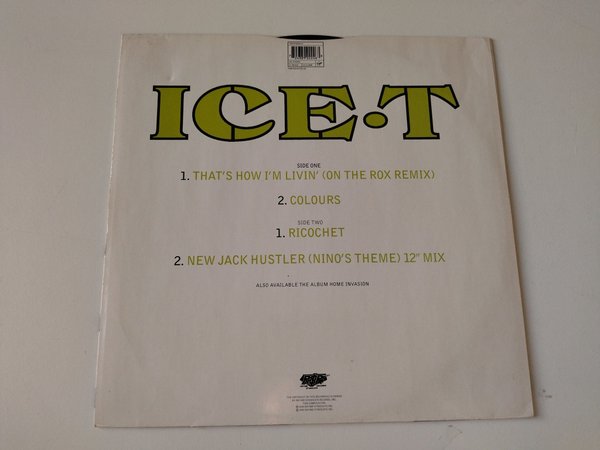 ICE·T
SIDE ONE
1. THAT'S HOW I'M LIVIN' (ON THE ROX REMIX)
2. COLOURS
SIDE TWO
1. RICOCHET
2. NEW JACK HUSTLER (NINO'S THEME) 12" MIX
ALSO AVAILABLE THE ALBUM HOME INVASION